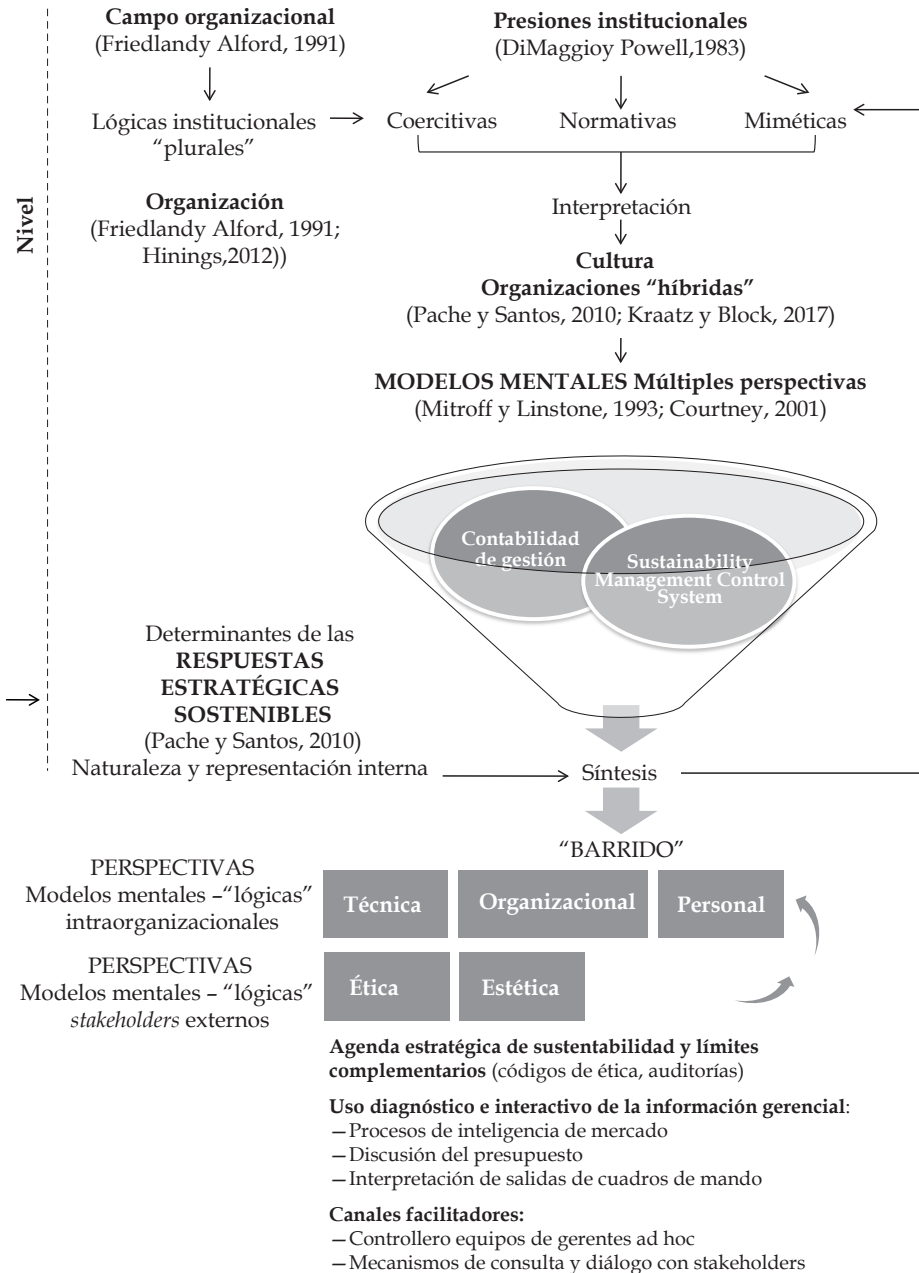 Campo organizacional
(Friedlandy Alford, 1991)
Presiones institucionales
(DiMaggioy Powell,1983)
Lógicas institucionales
“plurales”
Coercitivas
Normativas
Miméticas
Nivel
Organización
(Friedlandy Alford, 1991;
Hinings,2012))
Interpretación
Cultura
Organizaciones “híbridas”
(Pache y Santos, 2010; Kraatz y Block, 2017)
MODELOS MENTALES Múltiples perspectivas
(Mitroff y Linstone, 1993; Courtney, 2001)
Contabilidad
de gestión
Sustainability
Management Control
System
Determinantes de las
RESPUESTAS
ESTRATÉGICAS
SOSTENIBLES
(Pache y Santos, 2010)
Naturaleza y representación interna
Síntesis
“BARRIDO”
PERSPECTIVAS
Modelos mentales –“lógicas”
intraorganizacionales
Técnica
Organizacional
Personal
PERSPECTIVAS
Modelos mentales – “lógicas”
stakeholders externos
Ética
Estética
Agenda estratégica de sustentabilidad y límites
complementarios (códigos de ética, auditorías)
Uso diagnóstico e interactivo de la información gerencial:
—Procesos de inteligencia de mercado
—Discusión del presupuesto
—Interpretación de salidas de cuadros de mando
Canales facilitadores:
—Controllero equipos de gerentes ad hoc
—Mecanismos de consulta y diálogo con stakeholders